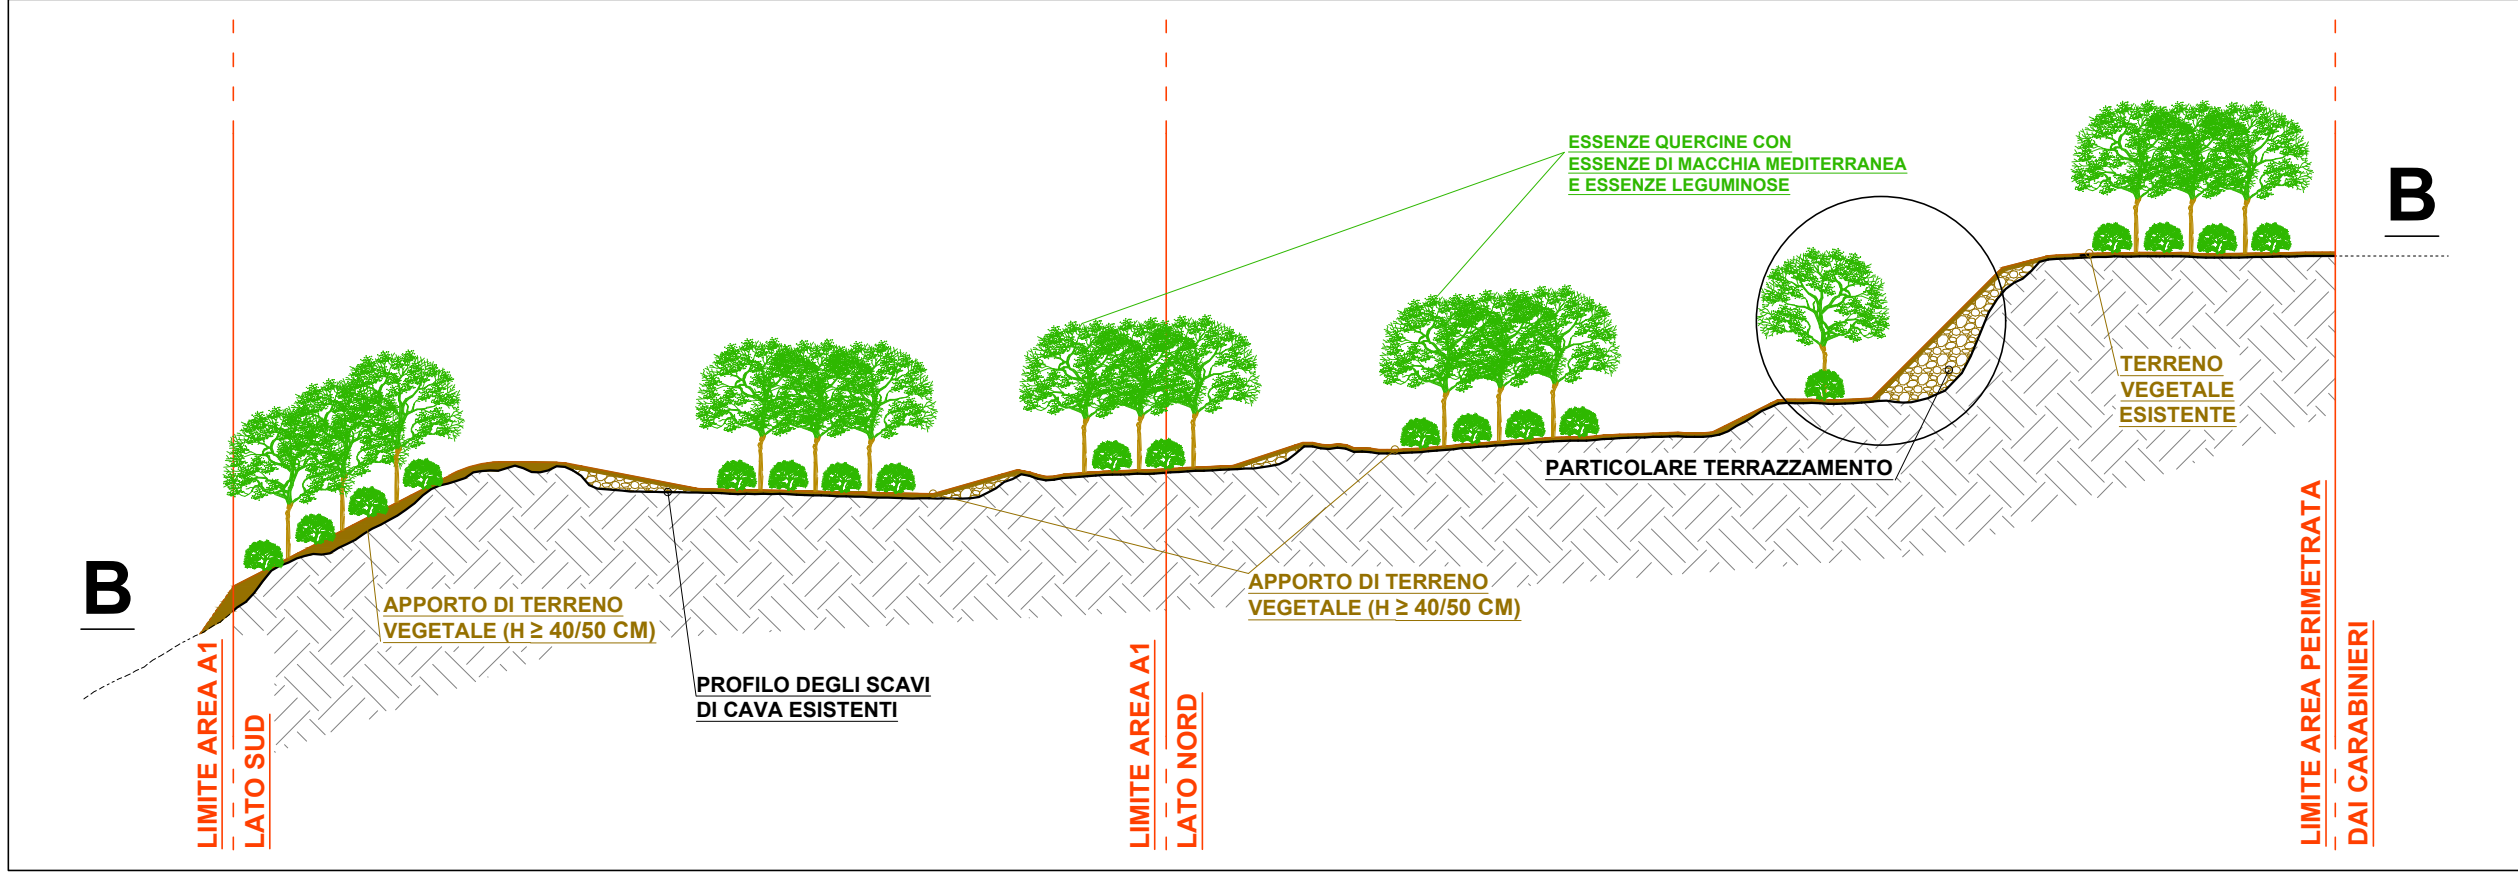 ESSENZE QUERCINE CON
ESSENZE DI MACCHIA MEDITERRANEA
E ESSENZE LEGUMINOSE
B
TERRENO
VEGETALE
ESISTENTE
PARTICOLARE TERRAZZAMENTO
B
APPORTO DI TERRENO
VEGETALE (H ≥ 40/50 CM)
APPORTO DI TERRENO
VEGETALE (H ≥ 40/50 CM)
PROFILO DEGLI SCAVI
DI CAVA ESISTENTI
LIMITE AREA A1
LATO SUD
LIMITE AREA A1
LATO NORD
LIMITE AREA PERIMETRATA
DAI CARABINIERI